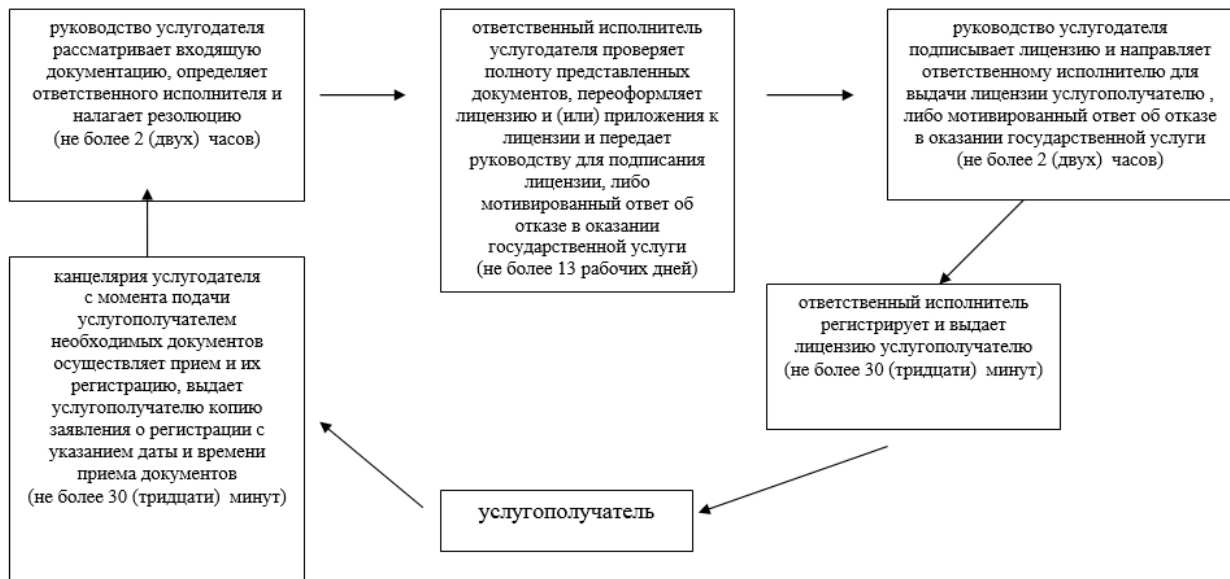 руководство услугодателя
рассматривает входящую
документацию, определяет
ответственного исполнителя и
налагает резолюцию
(не более 2 (двух) часов)
ответственный исполнитель
услугодателя проверяет
полноту представленных
документов, переоформляет
лицензию и (или) приложения к
лицензии и передает
руководству для подписания
лицензии, либо
мотивированный ответ об
отказе в оказании
государственной услуги
(не более 13 рабочих дней)
руководство услугодателя
подписывает лицензию и направляет
ответственному исполнителю для
выдачи лицензии услугополучателю ,
либо мотивированный ответ об отказе
в оказании государственной услуги
(не более 2 (двух) часов)
канцелярия услугодателя
с момента подачи
услугополучателем
необходимых документов
осуществляет прием и их
регистрацию, выдает
услугополучателю копию
заявления о регистрации с
указанием даты и времени
приема документов
(не более 30 (тридцати) минут)
ответственный исполнитель
регистрирует и выдает
лицензию услугополучателю
(не более 30 (тридцати) минут)
услугополучатель